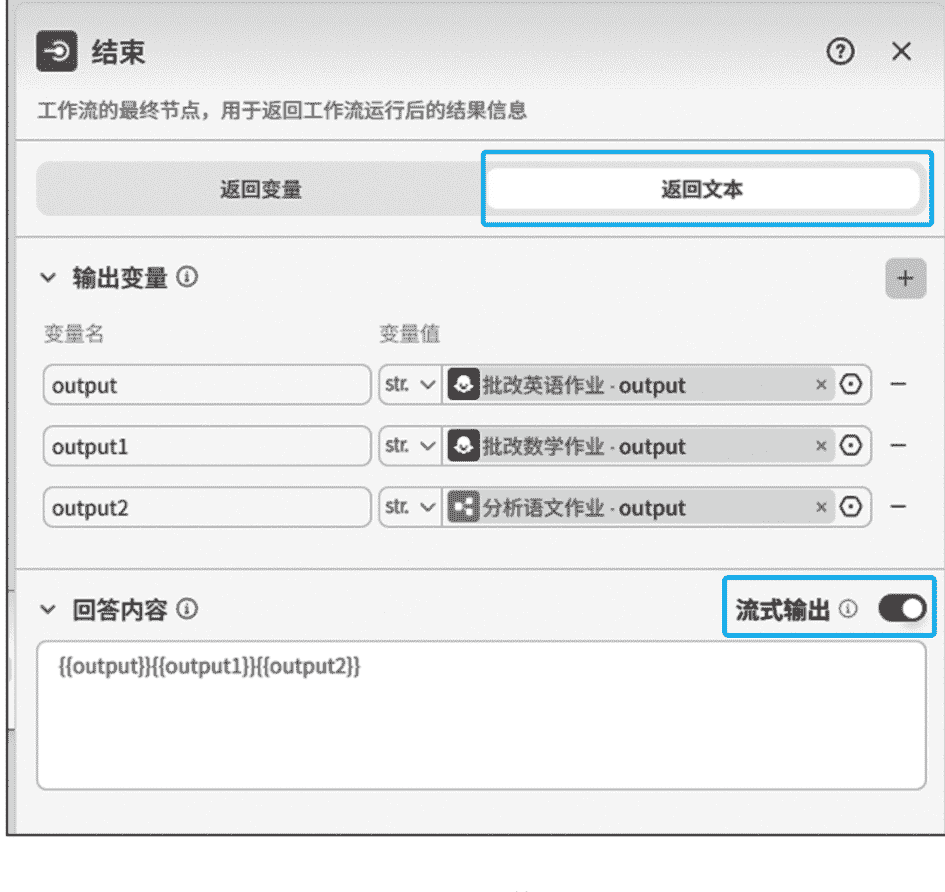 结束
工作流的最终节点，用于返回工作流运行后的结果信息
返回变量 返回文本
输出变量
变量名 变量值
output str. 批改英语作业 · output
output1 str. 批改数学作业 · output
output2 str. 分析语文作业 · output
回答内容 流式输出
{{output}}{{output1}}{{output2}}